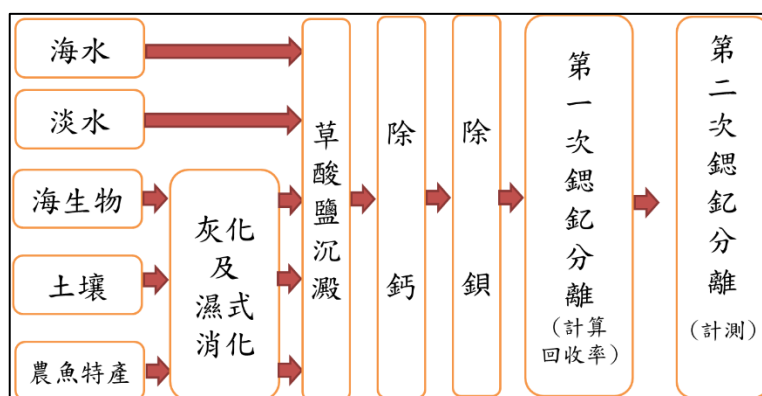 海水
淡水
海生物
土壤
農魚特產
灰化
及
濕式
消化
草酸鹽沉澱
除鈣
除鋇
第一次鍶釔分離
(計算
回收率)
第二次鍶釔分離
(計測)